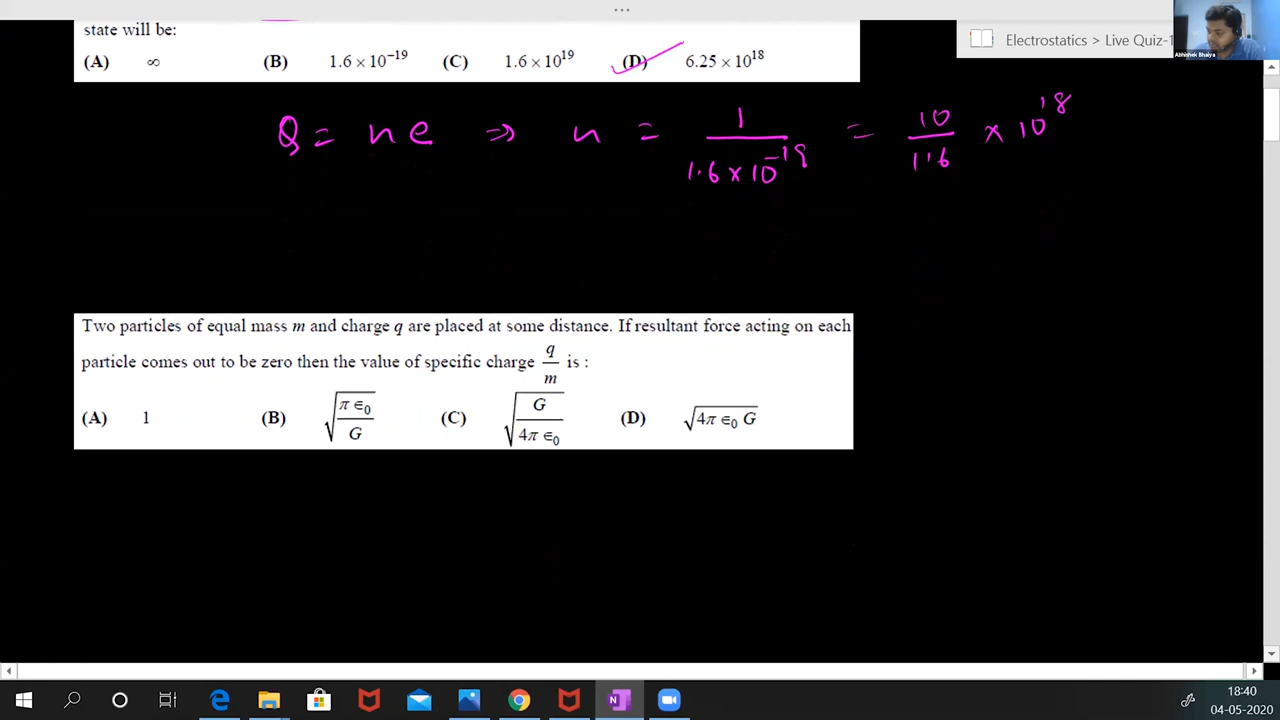 state will be:
Electrostatics > Live Quiz-1
Abhishek Bhaiya
(A) ∞ (B) 1.6 × 10⁻¹⁹ (C) 1.6 × 10¹⁹ (D) 6.25 × 10¹⁸
Q = ne ⇒ n = 1/(1.6 × 10⁻¹⁹) = 10/1.6 × 10¹⁸
Two particles of equal mass m and charge q are placed at some distance. If resultant force acting on each
particle comes out to be zero then the value of specific charge q/m is :
(A) 1 (B) √(π ∈₀/G) (C) √(G/4π ∈₀) (D) √(4π ∈₀ G)
18:40
04-05-2020